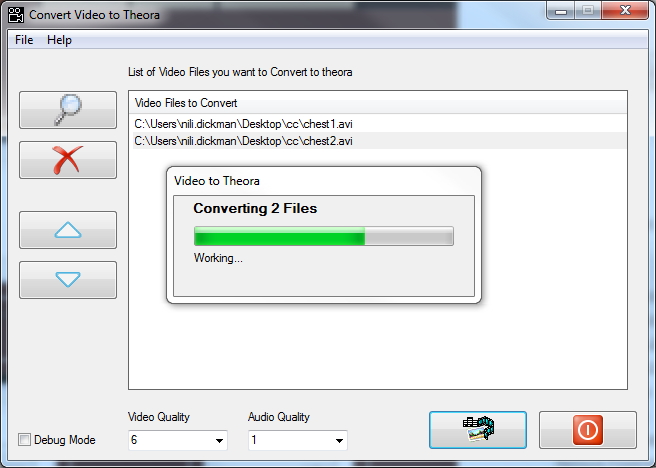 Convert Video to Theora
File Help
List of Video Files you want to Convert to theora
Video Files to Convert
C:\Users\nili.dickman\Desktop\cc\chest1.avi
C:\Users\nili.dickman\Desktop\cc\chest2.avi
Video to Theora
Converting 2 Files
Working...
Video Quality
Audio Quality
Debug Mode
6
1